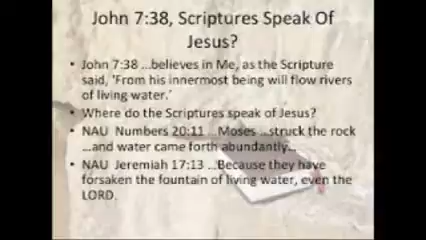 John 7:38, Scriptures Speak Of
Jesus?
• John 7:38 ...believes in Me, as the Scripture
said, 'From his innermost being will flow rivers
of living water.'
• Where do the Scriptures speak of Jesus?
• NAU Numbers 20:11 ...Moses ...struck the rock
...and water came forth abundantly...
• NAU Jeremiah 17:13 ...Because they have
forsaken the fountain of living water, even the
LORD.